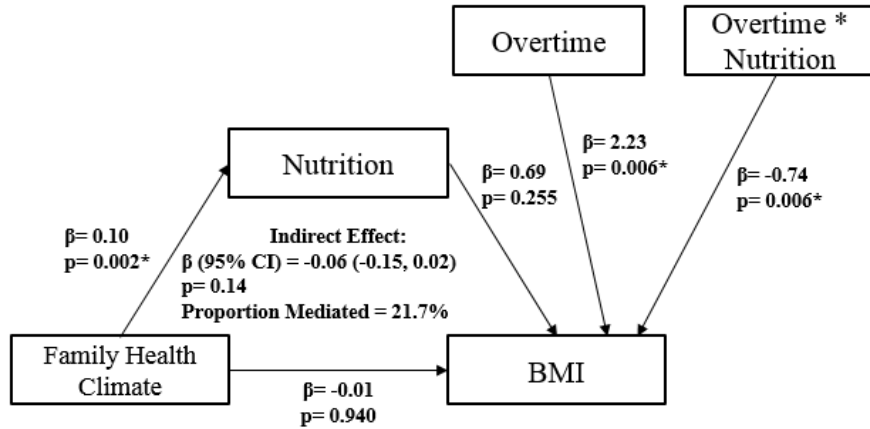 Overtime
Overtime *
Nutrition
Nutrition
β= 2.23
p= 0.006*
β= 0.69
p= 0.255
β= -0.74
p= 0.006*
β= 0.10
p= 0.002*
Indirect Effect:
β (95% CI) = -0.06 (-0.15, 0.02)
p= 0.14
Proportion Mediated = 21.7%
Family Health
Climate
BMI
β= -0.01
p= 0.940